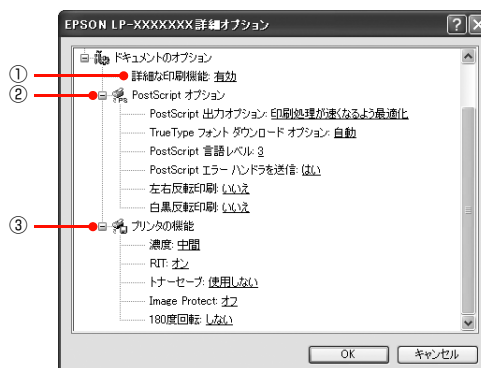 EPSON LP-XXXXXXX 詳細オプション
ドキュメントのオプション
① 詳細な印刷機能: 有効
② PostScript オプション
PostScript 出力オプション: 印刷処理が速くなるよう最適化
TrueType フォント ダウンロード オプション: 自動
PostScript 言語レベル: 3
PostScript エラー ハンドラを送信: はい
左右反転印刷: いいえ
白黒反転印刷: いいえ
③ プリンタの機能
濃度: 中間
RIT: オン
トナーセーブ: 使用しない
Image Protect: オフ
180度回転: しない
OK キャンセル